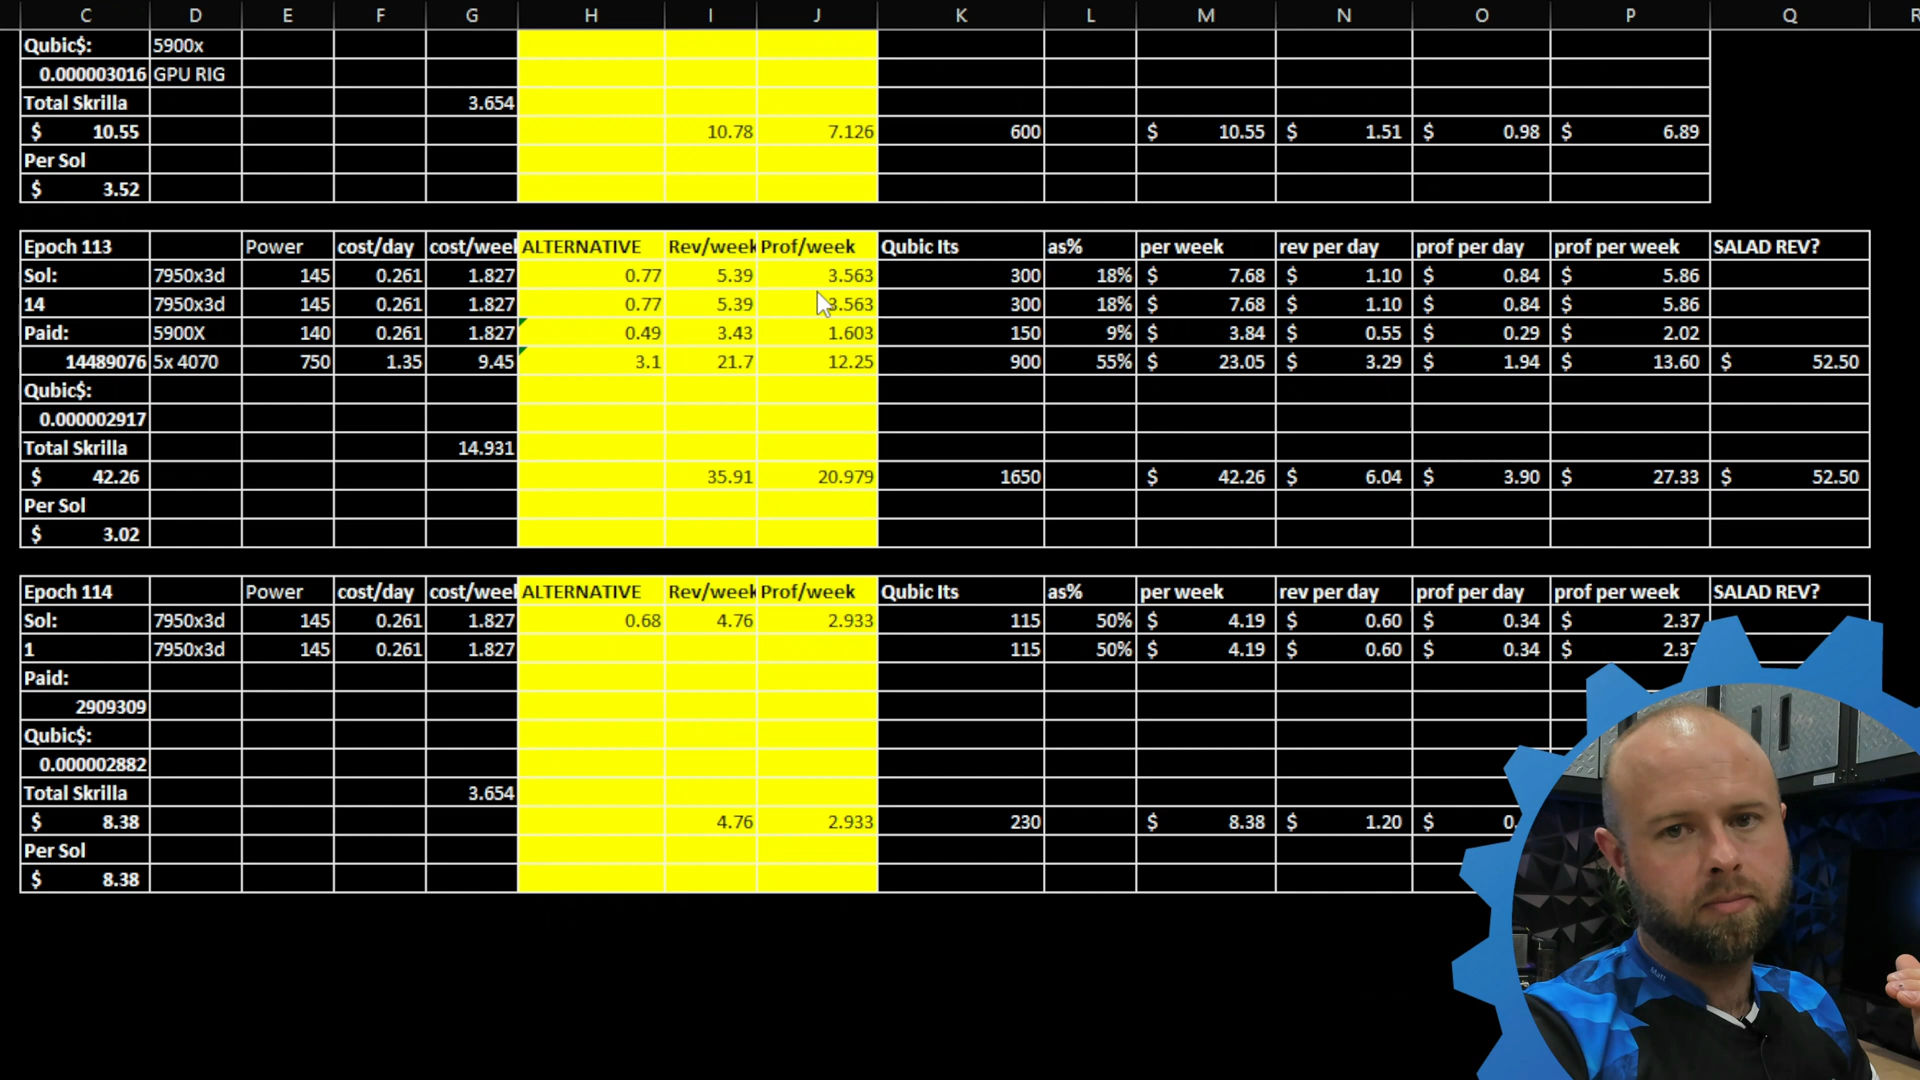 C D E F G H I J K L M N O P Q R
Qubic$: 5900x
0.000003016 GPU RIG
Total Skrilla 3.654
$ 10.55 10.78 7.126 600 $ 10.55 $ 1.51 $ 0.98 $ 6.89
Per Sol
$ 3.52
Epoch 113 Power cost/day cost/weel ALTERNATIVE Rev/week Prof/week Qubic Its as% per week rev per day prof per day prof per week SALAD REV?
Sol: 7950x3d 145 0.261 1.827 0.77 5.39 3.563 300 18% $ 7.68 $ 1.10 $ 0.84 $ 5.86
14 7950x3d 145 0.261 1.827 0.77 5.39 3.563 300 18% $ 7.68 $ 1.10 $ 0.84 $ 5.86
Paid: 5900X 140 0.261 1.827 0.49 3.43 1.603 150 9% $ 3.84 $ 0.55 $ 0.29 $ 2.02
14489076 5x 4070 750 1.35 9.45 3.1 21.7 12.25 900 55% $ 23.05 $ 3.29 $ 1.94 $ 13.60 $ 52.50
Qubic$:
0.000002917
Total Skrilla 14.931
$ 42.26 35.91 20.979 1650 $ 42.26 $ 6.04 $ 3.90 $ 27.33 $ 52.50
Per Sol
$ 3.02
Epoch 114 Power cost/day cost/weel ALTERNATIVE Rev/week Prof/week Qubic Its as% per week rev per day prof per day prof per week SALAD REV?
Sol: 7950x3d 145 0.261 1.827 0.68 4.76 2.933 115 50% $ 4.19 $ 0.60 $ 0.34 $ 2.37
1 7950x3d 145 0.261 1.827 115 50% $ 4.19 $ 0.60 $ 0.34 $ 2.37
Paid:
2909309
Qubic$:
0.000002882
Total Skrilla 3.654
$ 8.38 4.76 2.933 230 $ 8.38 $ 1.20 $ 0.
Per Sol
$ 8.38
Matt